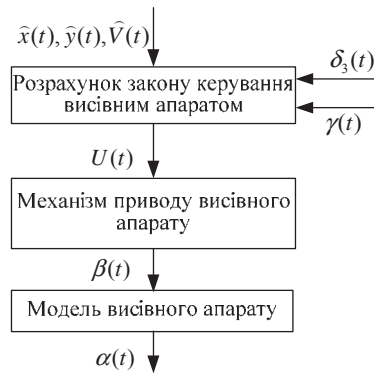 x̂(t), ŷ(t), V̂(t)
δ₃(t)
Розрахунок закону керування
висівним апаратом
γ(t)
U(t)
Механізм приводу висівного
апарату
β(t)
Модель висівного апарату
α(t)